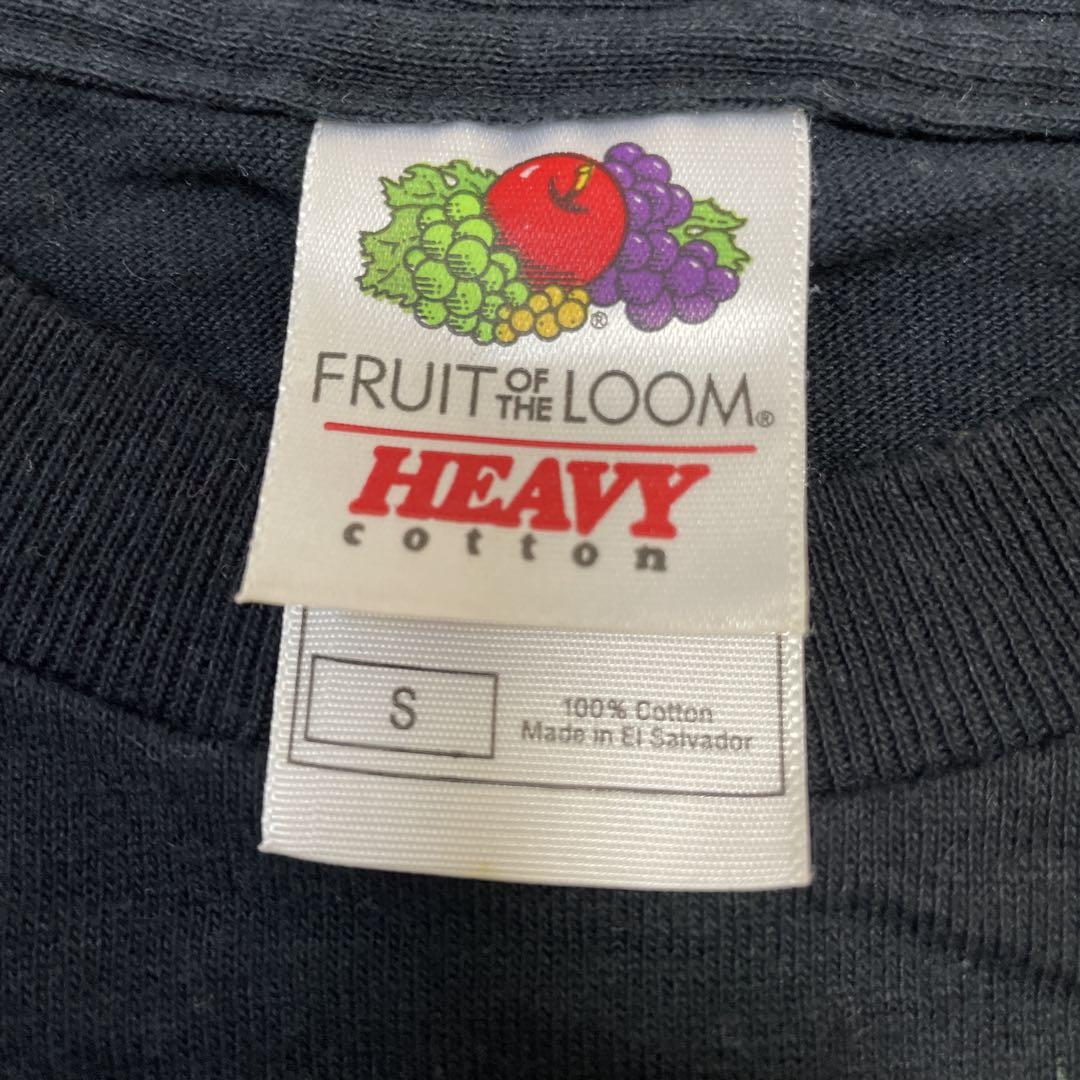 ®
FRUIT OF THE LOOM®
HEAVY
cotton
S
100% Cotton
Made in El Salvador